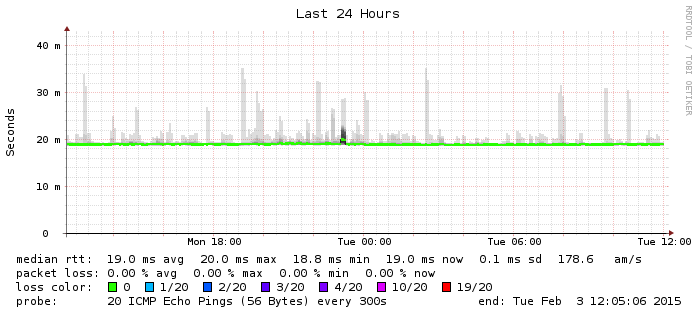 Last 24 Hours
RRDTOOL / TOBI OETIKER
Seconds
40 m
30 m
20 m
10 m
0
Mon 18:00 Tue 00:00 Tue 06:00 Tue 12:00
median rtt: 19.0 ms avg 20.0 ms max 18.8 ms min 19.0 ms now 0.1 ms sd 178.6 am/s
packet loss: 0.00 % avg 0.00 % max 0.00 % min 0.00 % now
loss color: 0 1/20 2/20 3/20 4/20 10/20 19/20
probe: 20 ICMP Echo Pings (56 Bytes) every 300s end: Tue Feb 3 12:05:06 2015